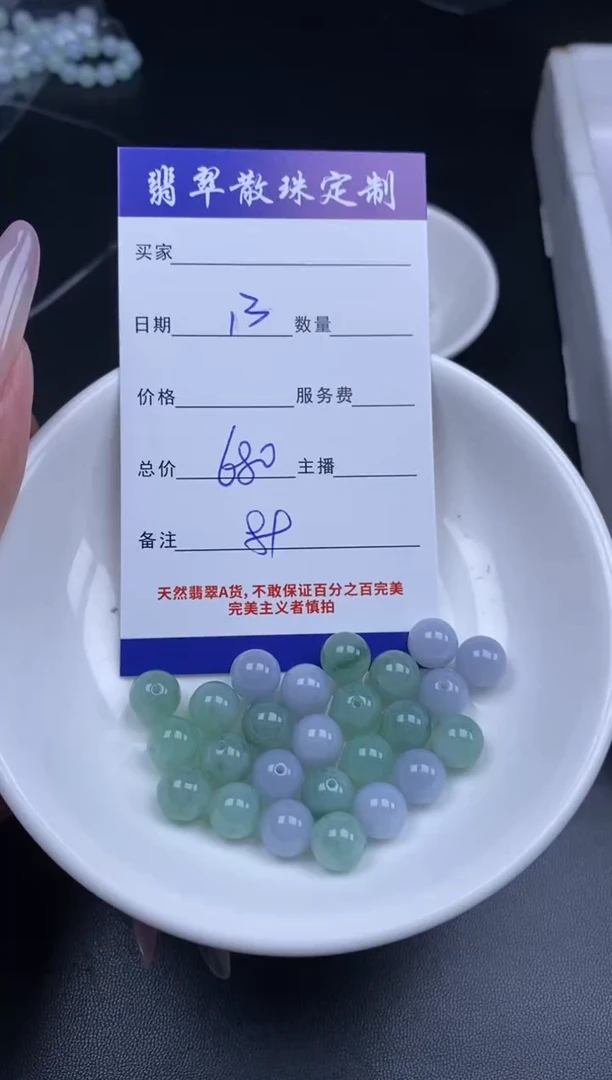 翡翠散珠定制
买家
日期 13 数量
价格 服务费
总价 680 主播
备注
天然翡翠A货，不敢保证百分之百完美
完美主义者慎拍